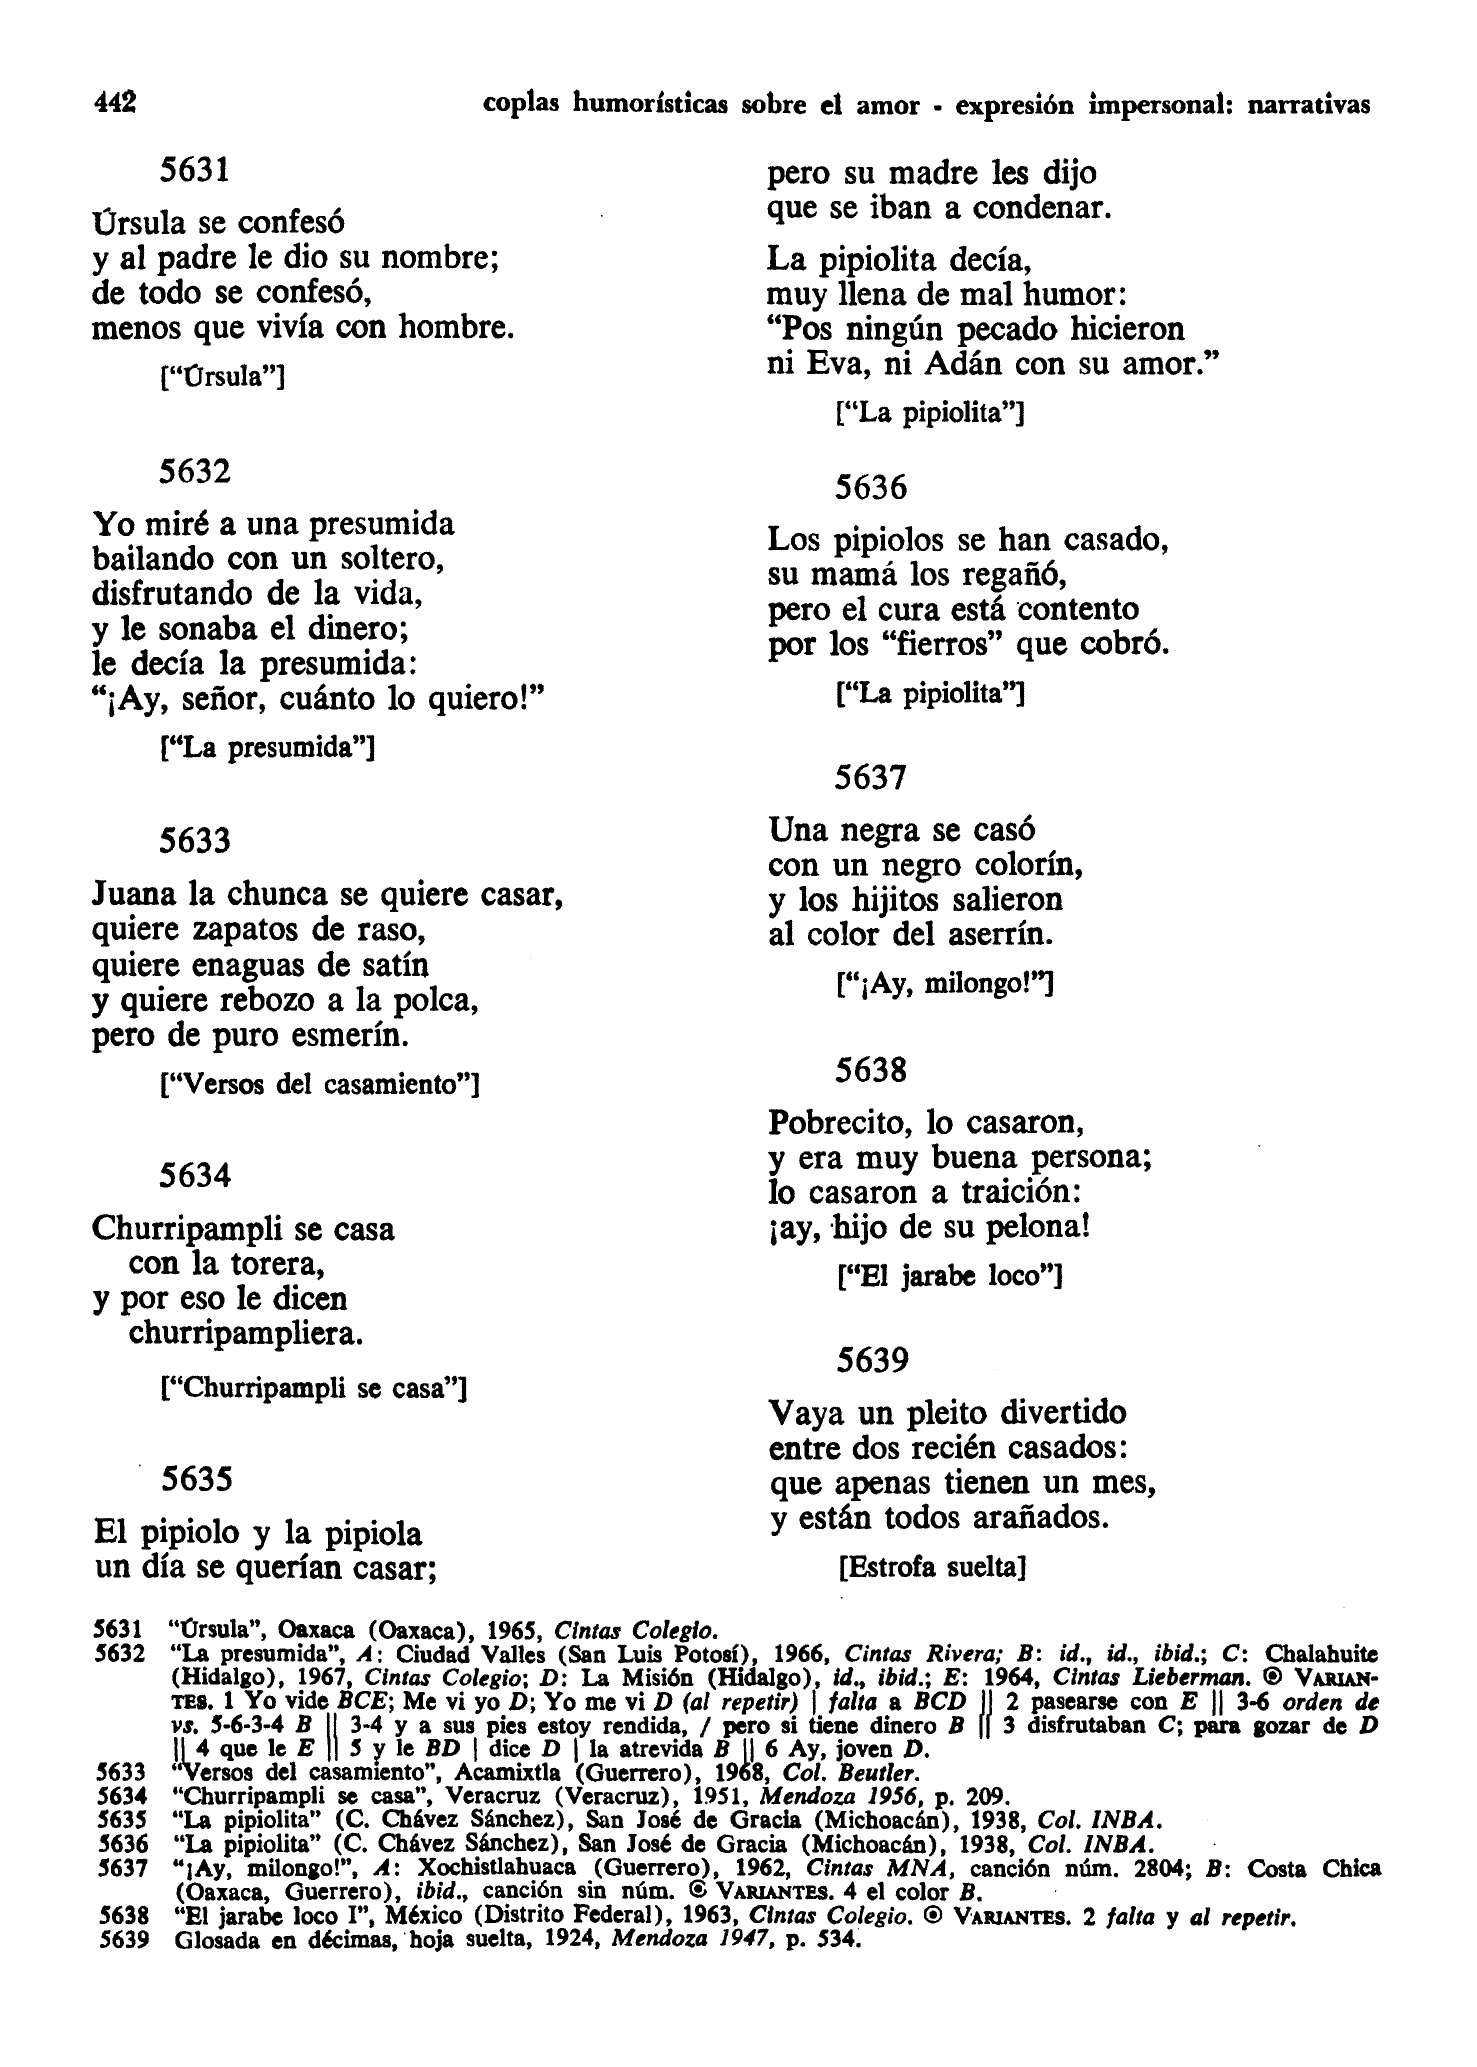 442
coplas humorísticas sobre el amor - expresión impersonal: narrativas
5631
Úrsula se confesó
y al padre le dio su nombre;
de todo se confesó,
menos que vivía con hombre.
[“Úrsula”]
5632
Yo miré a una presumida
bailando con un soltero,
disfrutando de la vida,
y le sonaba el dinero;
le decía la presumida:
“¡Ay, señor, cuánto lo quiero!”
[“La presumida”]
5633
Juana la chunca se quiere casar,
quiere zapatos de raso,
quiere enaguas de satín
y quiere rebozo a la polca,
pero de puro esmerín.
[“Versos del casamiento”]
5634
Churripampli se casa
con la torera,
y por eso le dicen
churripampliera.
[“Churripampli se casa”]
5635
El pipiolo y la pipiola
un día se querían casar;
pero su madre les dijo
que se iban a condenar.
La pipiolita decía,
muy llena de mal humor:
“Pos ningún pecado hicieron
ni Eva, ni Adán con su amor.”
[“La pipiolita”]
5636
Los pipiolos se han casado,
su mamá los regañó,
pero el cura está contento
por los “fierros” que cobró.
[“La pipiolita”]
5637
Una negra se casó
con un negro colorín,
y los hijitos salieron
al color del aserrín.
[“¡Ay, milongo!”]
5638
Pobrecito, lo casaron,
y era muy buena persona;
lo casaron a traición:
¡ay, hijo de su pelona!
[“El jarabe loco”]
5639
Vaya un pleito divertido
entre dos recién casados:
que apenas tienen un mes,
y están todos arañados.
[Estrofa suelta]
5631 “Úrsula”, Oaxaca (Oaxaca), 1965, Cintas Colegio.
5632 “La presumida”, A: Ciudad Valles (San Luis Potosí), 1966, Cintas Rivera; B: id., id., ibid.; C: Chalahuite
(Hidalgo), 1967, Cintas Colegio; D: La Misión (Hidalgo), id., ibid.; E: 1964, Cintas Lieberman. ® VARIAN-
TES. 1 Yo vide BCE; Me vi yo D; Yo me vi D (al repetir) | falta a BCD || 2 pasearse con E || 3-6 orden de
vs. 5-6-3-4 B || 3-4 y a sus pies estoy rendida, / pero si tiene dinero B || 3 disfrutaban C; para gozar de D
|| 4 que le E || 5 y le BD | dice D | la atrevida B || 6 Ay, joven D.
5633 “Versos del casamiento”, Acamixtla (Guerrero), 1968, Col. Beutler.
5634 “Churripampli se casa”, Veracruz (Veracruz), 1951, Mendoza 1956, p. 209.
5635 “La pipiolita” (C. Chávez Sánchez), San José de Gracia (Michoacán), 1938, Col. INBA.
5636 “La pipiolita” (C. Chávez Sánchez), San José de Gracia (Michoacán), 1938, Col. INBA.
5637 “¡Ay, milongo!”, A: Xochistlahuaca (Guerrero), 1962, Cintas MNA, canción núm. 2804; B: Costa Chica
(Oaxaca, Guerrero), ibid., canción sin núm. ® VARIANTES. 4 el color B.
5638 “El jarabe loco I”, México (Distrito Federal), 1963, Cintas Colegio. ® VARIANTES. 2 falta y al repetir.
5639 Glosada en décimas, hoja suelta, 1924, Mendoza 1947, p. 534.